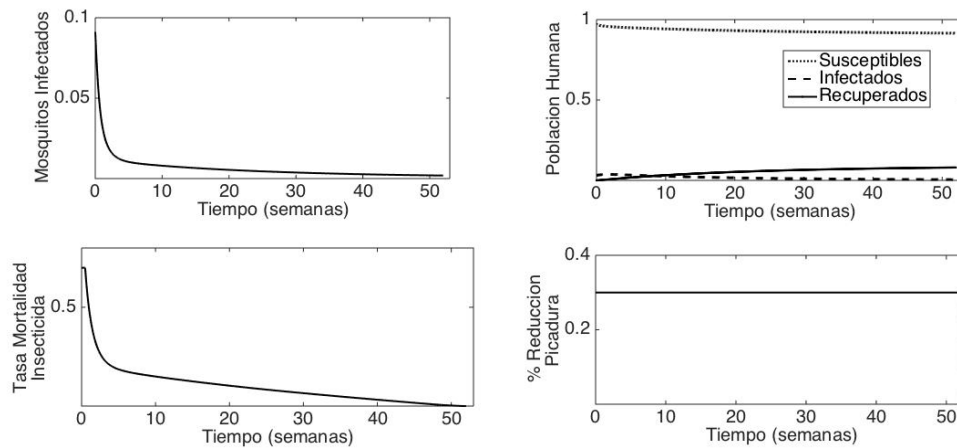 0.1
0.05
Mosquitos Infectados
0 10 20 30 40 50
Tiempo (semanas)
1
0.5
0
Poblacion Humana
Susceptibles
Infectados
Recuperados
0 10 20 30 40 50
Tiempo (semanas)
0.5
Tasa Mortalidad
Insecticida
0 10 20 30 40 50
Tiempo (semanas)
0.4
0.2
% Reduccion
Picadura
0 10 20 30 40 50
Tiempo (semanas)